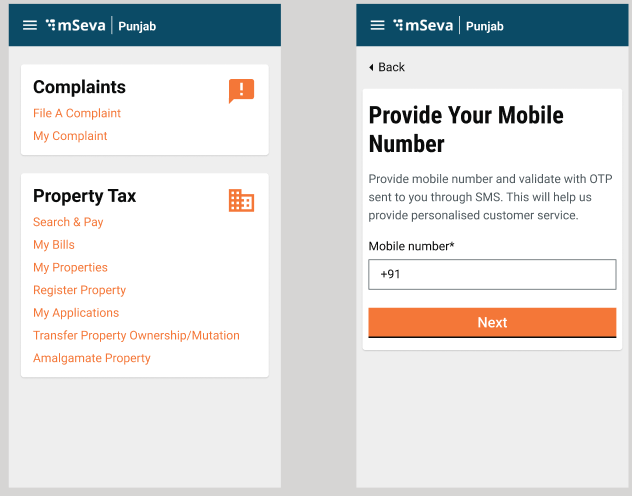 mSeva | Punjab
Complaints
File A Complaint
My Complaint
Property Tax
Search & Pay
My Bills
My Properties
Register Property
My Applications
Transfer Property Ownership/Mutation
Amalgamate Property
mSeva | Punjab
Back
Provide Your Mobile
Number
Provide mobile number and validate with OTP
sent to you through SMS. This will help us
provide personalised customer service.
Mobile number*
+91
Next